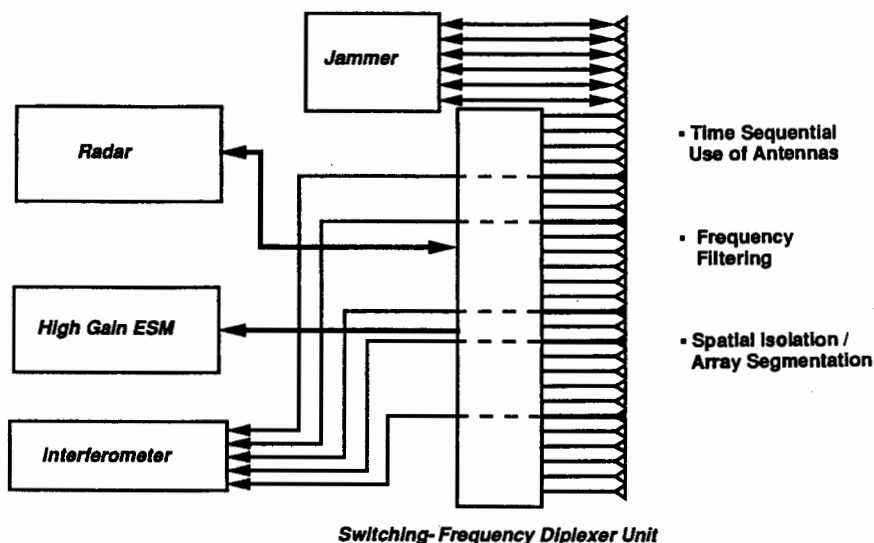 Jammer
Radar
High Gain ESM
Interferometer
▪ Time Sequential
Use of Antennas
▪ Frequency
Filtering
▪ Spatial Isolation /
Array Segmentation
Switching- Frequency Diplexer Unit